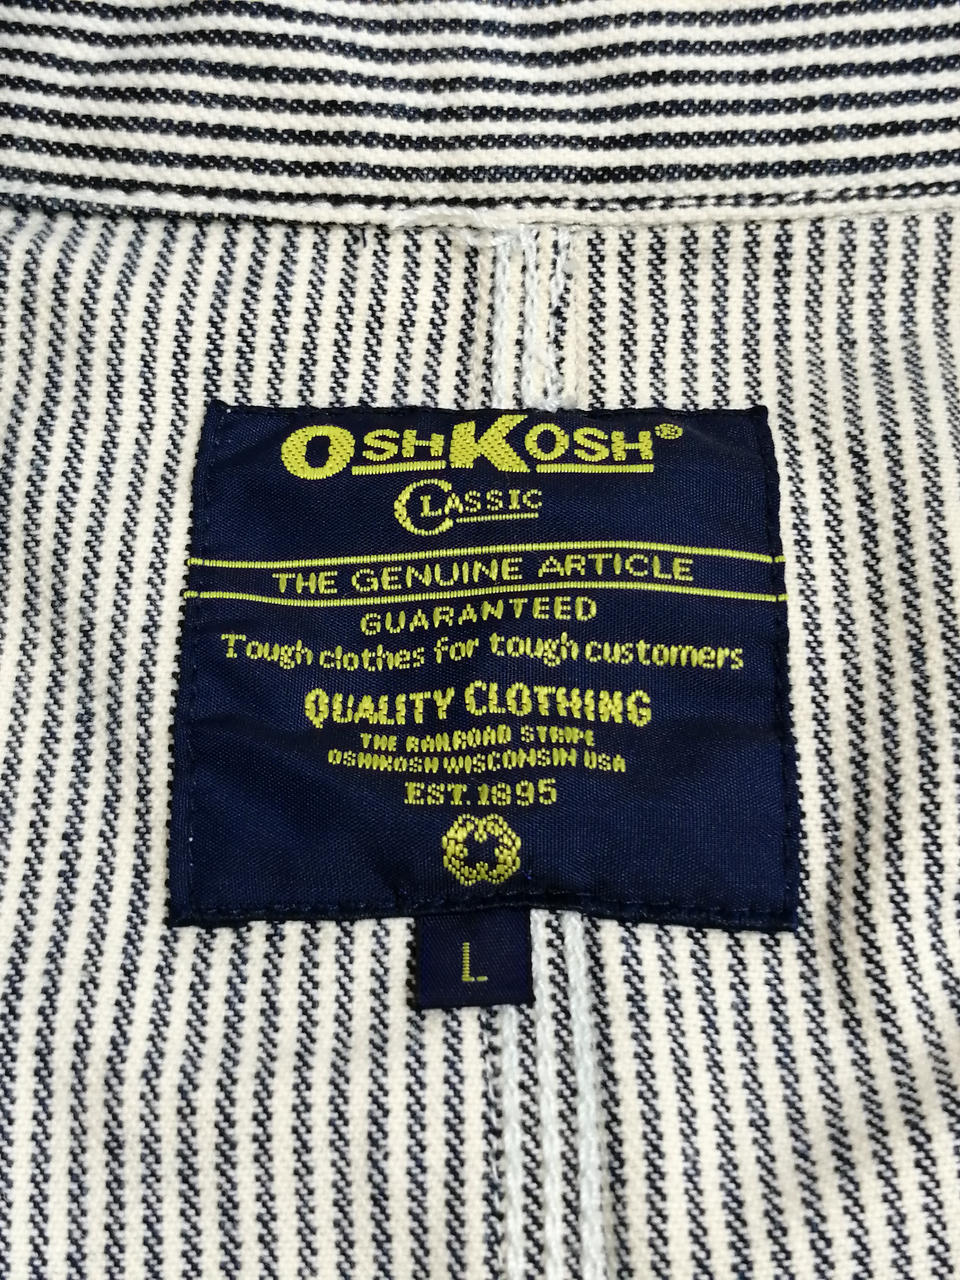 OSHKOSH®
CLASSIC
THE GENUINE ARTICLE
GUARANTEED
Tough clothes for tough customers
QUALITY CLOTHING
THE RAILROAD STRIPE
OSHKOSH WISCONSIN USA
EST. 1895
L